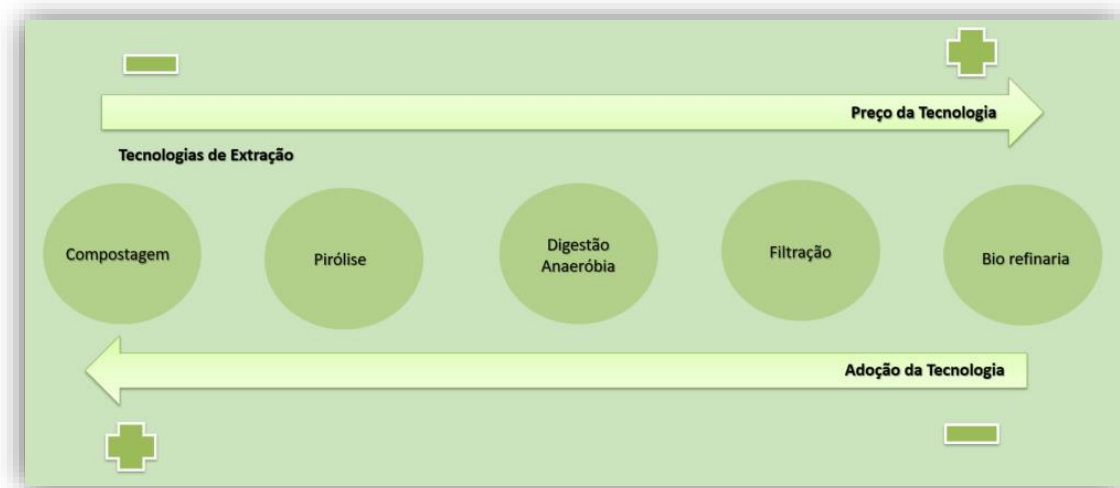 Preço da Tecnologia
Tecnologias de Extração
Compostagem
Pirólise
Digestão
Anaeróbia
Filtração
Bio refinaria
Adoção da Tecnologia